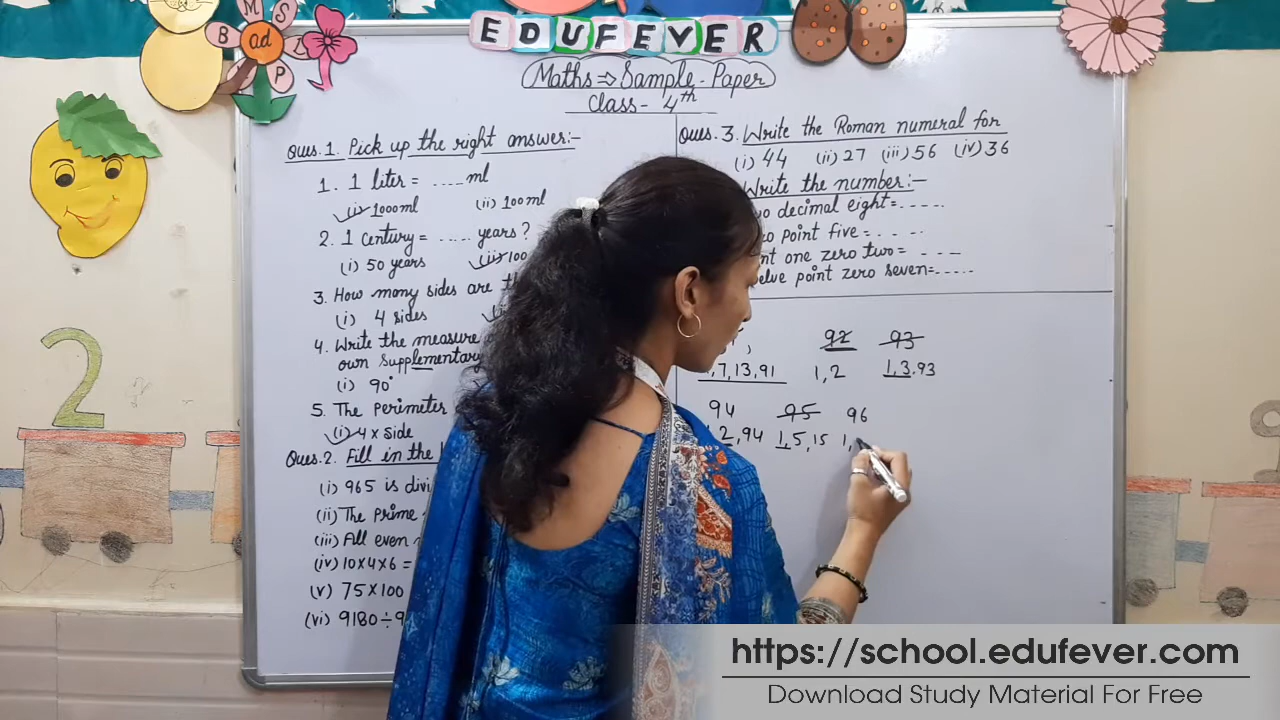 EDUFEVER
Maths ⇒ Sample-Paper
Class- 4th
Ques.1. Pick up the right answer:-
1. 1 liter = .... ml
(i) 1000ml (ii) 100ml
2. 1 century = ..... years?
(i) 50 years (ii) 100
3. How many sides are
(i) 4 sides
4. Write the measure
own supplementary
(i) 90°
5. The perimeter
(i) 4 x side
Ques.2. Fill in the
(i) 965 is
(ii) The prime
(iii) All even
(iv) 10x4x6 =
(v) 75x100
(vi) 9180÷9
Ques. 3. Write the Roman numeral for
(i) 44 (ii) 27 (iii) 56 (iv) 36
Write the number:-
decimal eight = .....
point five = . . . .
one zero two = - - - -
point zero seven=.....
92 93
7,13,91 1,2 1,3,93
94 95 96
2,94 1,5,15 1,
2
B M S P
ad
https://school.edufever.com
Download Study Material For Free